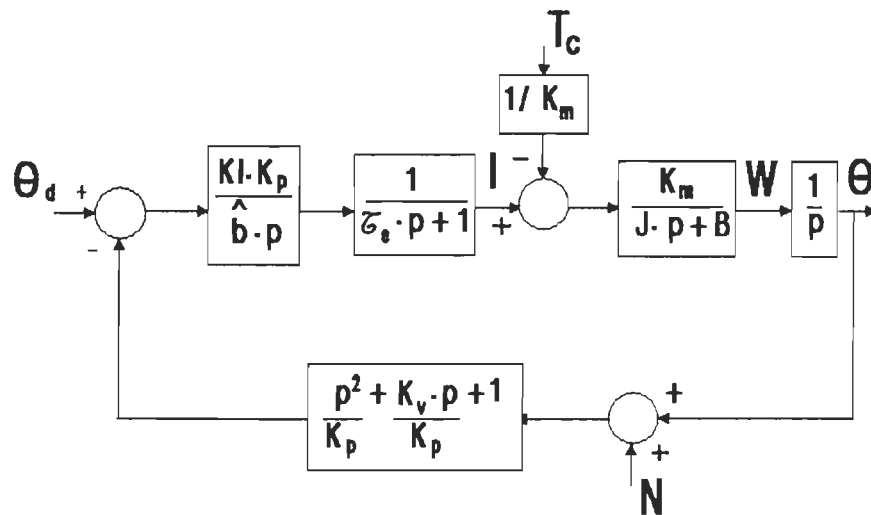 T_c
1/ K_m
θ_d + -
KI·K_p / b̂·p
1 / τ_e·p+1
I - +
K_m / J·p+B
W
1/p
θ
p²/K_p + K_v·p/K_p +1
+ +
N